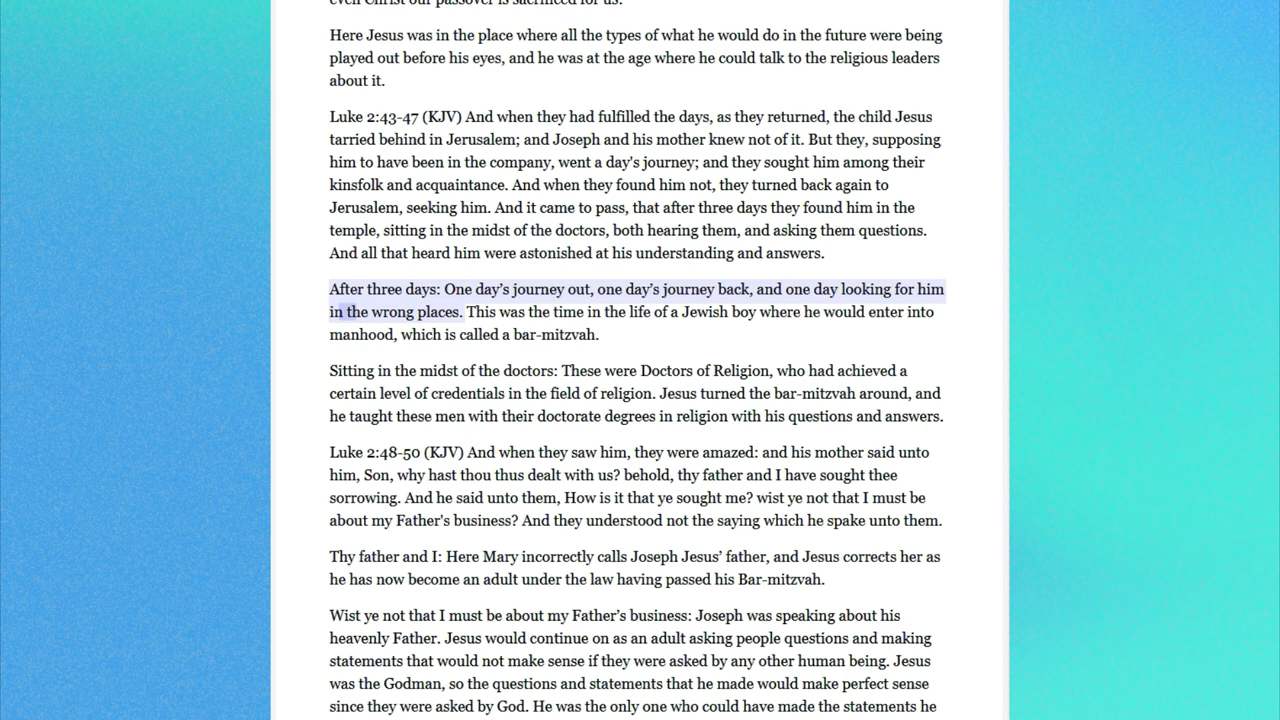 even Christ our passover is sacrificed for us.
Here Jesus was in the place where all the types of what he would do in the future were being
played out before his eyes, and he was at the age where he could talk to the religious leaders
about it.
Luke 2:43-47 (KJV) And when they had fulfilled the days, as they returned, the child Jesus
tarried behind in Jerusalem; and Joseph and his mother knew not of it. But they, supposing
him to have been in the company, went a day's journey; and they sought him among their
kinsfolk and acquaintance. And when they found him not, they turned back again to
Jerusalem, seeking him. And it came to pass, that after three days they found him in the
temple, sitting in the midst of the doctors, both hearing them, and asking them questions.
And all that heard him were astonished at his understanding and answers.
After three days: One day’s journey out, one day’s journey back, and one day looking for him
in the wrong places. This was the time in the life of a Jewish boy where he would enter into
manhood, which is called a bar-mitzvah.
Sitting in the midst of the doctors: These were Doctors of Religion, who had achieved a
certain level of credentials in the field of religion. Jesus turned the bar-mitzvah around, and
he taught these men with their doctorate degrees in religion with his questions and answers.
Luke 2:48-50 (KJV) And when they saw him, they were amazed: and his mother said unto
him, Son, why hast thou thus dealt with us? behold, thy father and I have sought thee
sorrowing. And he said unto them, How is it that ye sought me? wist ye not that I must be
about my Father's business? And they understood not the saying which he spake unto them.
Thy father and I: Here Mary incorrectly calls Joseph Jesus’ father, and Jesus corrects her as
he has now become an adult under the law having passed his Bar-mitzvah.
Wist ye not that I must be about my Father’s business: Joseph was speaking about his
heavenly Father. Jesus would continue on as an adult asking people questions and making
statements that would not make sense if they were asked by any other human being. Jesus
was the Godman, so the questions and statements that he made would make perfect sense
since they were asked by God. He was the only one who could have made the statements he